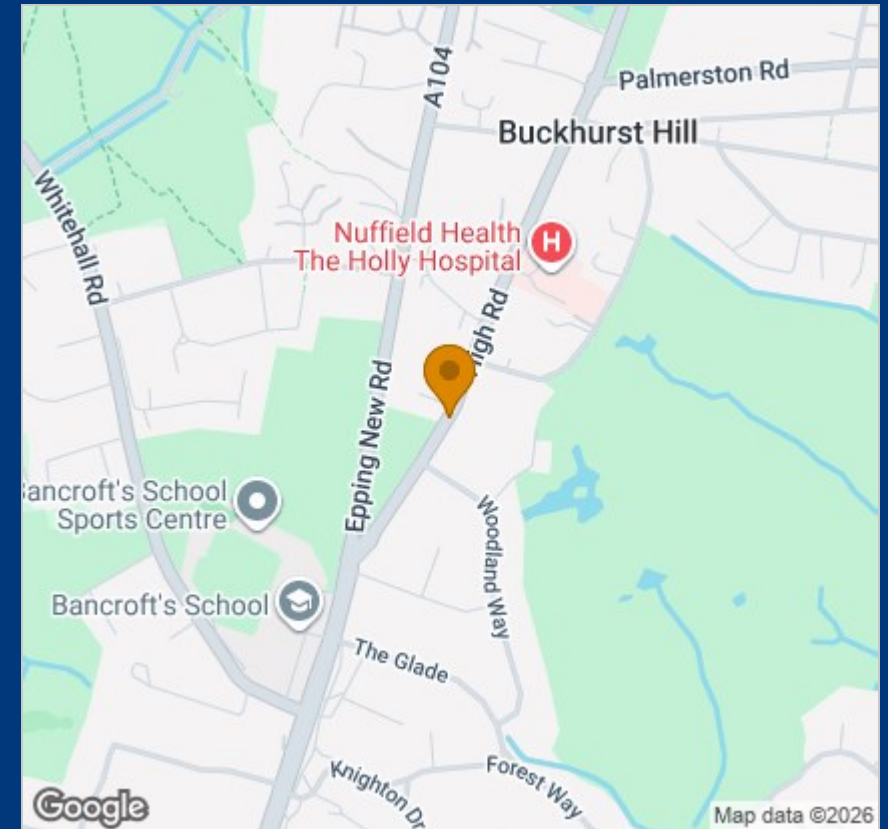 A104
Palmerston Rd
Buckhurst Hill
Whitehall Rd
Nuffield Health
The Holly Hospital
H
High Rd
Epping New Rd
Bancroft's School
Sports Centre
Woodland Way
Bancroft's School
The Glade
Knighton Dr
Forest Way
Google
Map data ©2026